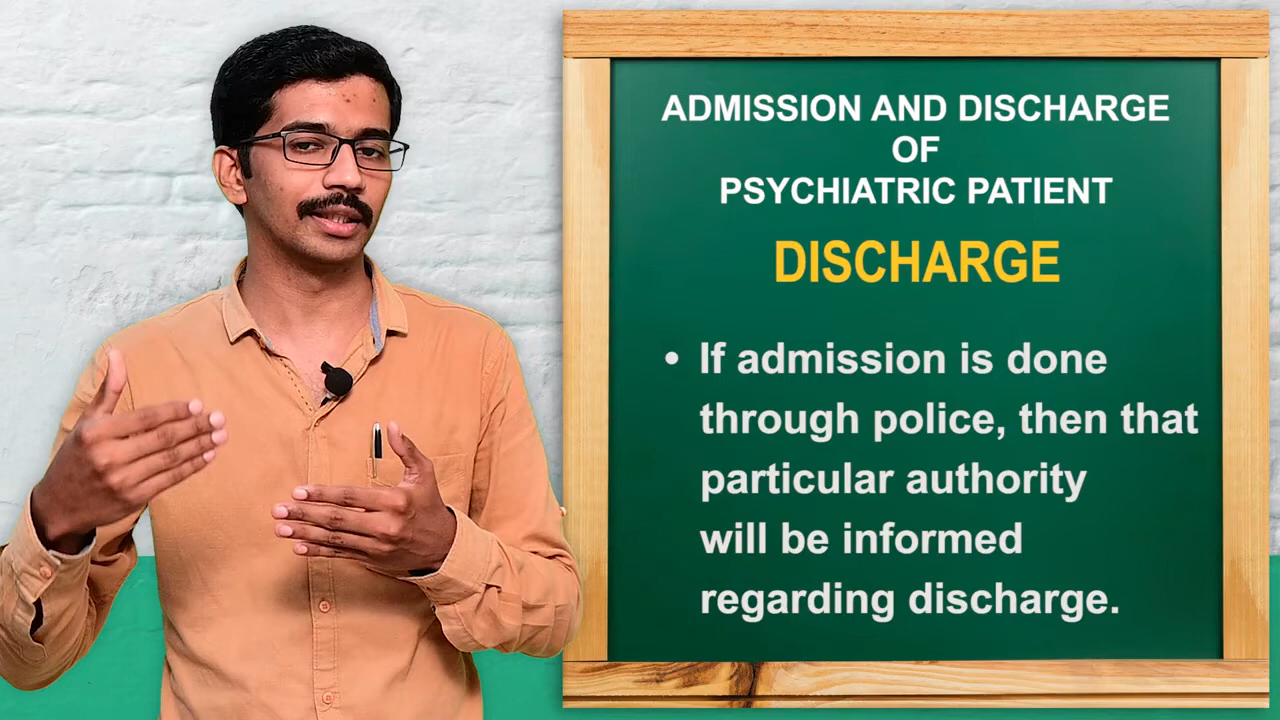 ADMISSION AND DISCHARGE
OF
PSYCHIATRIC PATIENT
DISCHARGE
• If admission is done
through police, then that
particular authority
will be informed
regarding discharge.